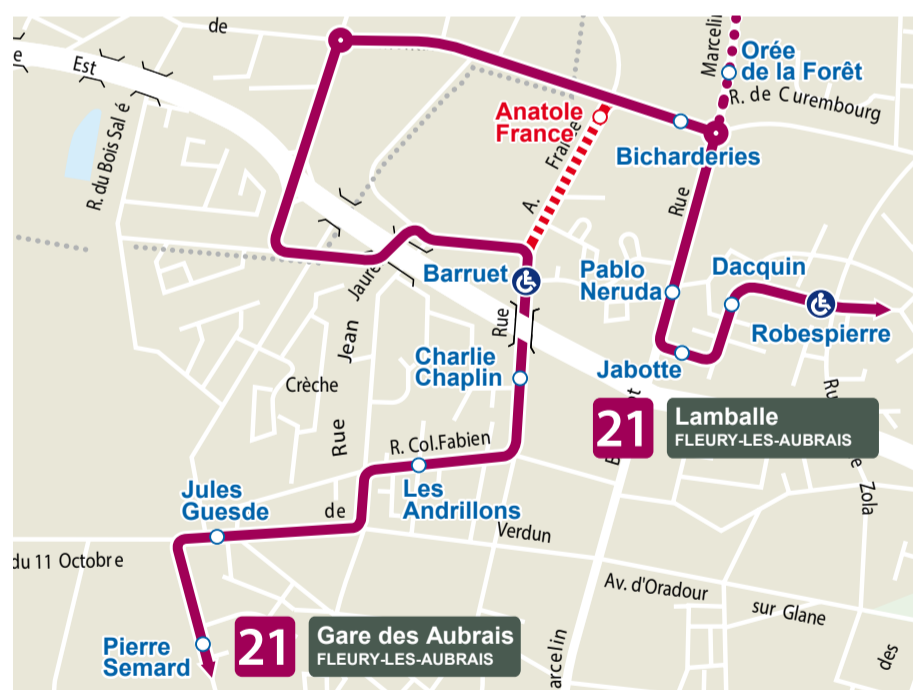 de
e
Est
R. du Bois Salé
Marcelin
Orée
de la Forêt
R. de Curembourg
Anatole
France
A. France
Bicharderies
Rue
Barruet
Jaurès
Pablo
Neruda
Dacquin
Robespierre
Rue
Jean
Charlie
Chaplin
Jabotte
Crèche
Rue
21
Lamballe
FLEURY-LES-AUBRAIS
R. Col.Fabien
Les
Andrillons
Jules
Guesde
de
Verdun
Zola
du 11 Octobre
Av. d'Oradour
sur Glane
21
Gare des Aubrais
FLEURY-LES-AUBRAIS
Pierre
Semard
arcelin
des